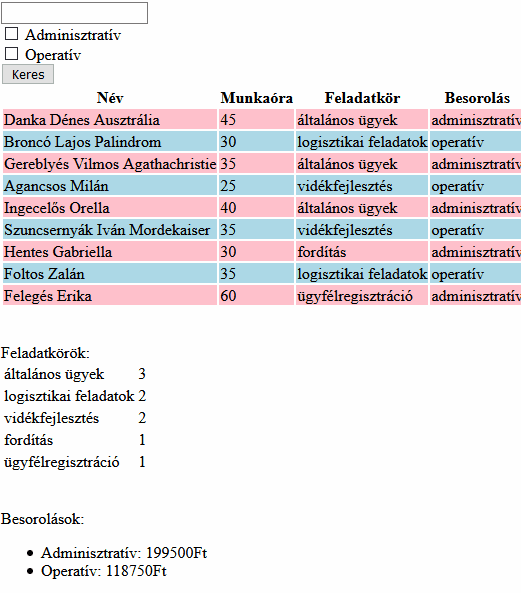 Adminisztratív
Operatív
Keres
Név Munkaóra Feladatkör Besorolás
Danka Dénes Ausztrália 45 általános ügyek adminisztratív
Broncó Lajos Palindrom 30 logisztikai feladatok operatív
Gereblyés Vilmos Agathachristie 35 általános ügyek adminisztratív
Agancsos Milán 25 vidékfejlesztés operatív
Ingecelős Orella 40 általános ügyek adminisztratív
Szuncsernyák Iván Mordekaiser 35 vidékfejlesztés operatív
Hentes Gabriella 30 fordítás adminisztratív
Foltos Zalán 35 logisztikai feladatok operatív
Felegés Erika 60 ügyfélregisztráció adminisztratív
Feladatkörök:
általános ügyek 3
logisztikai feladatok 2
vidékfejlesztés 2
fordítás 1
ügyfélregisztráció 1
Besorolások:
Adminisztratív: 199500Ft
Operatív: 118750Ft